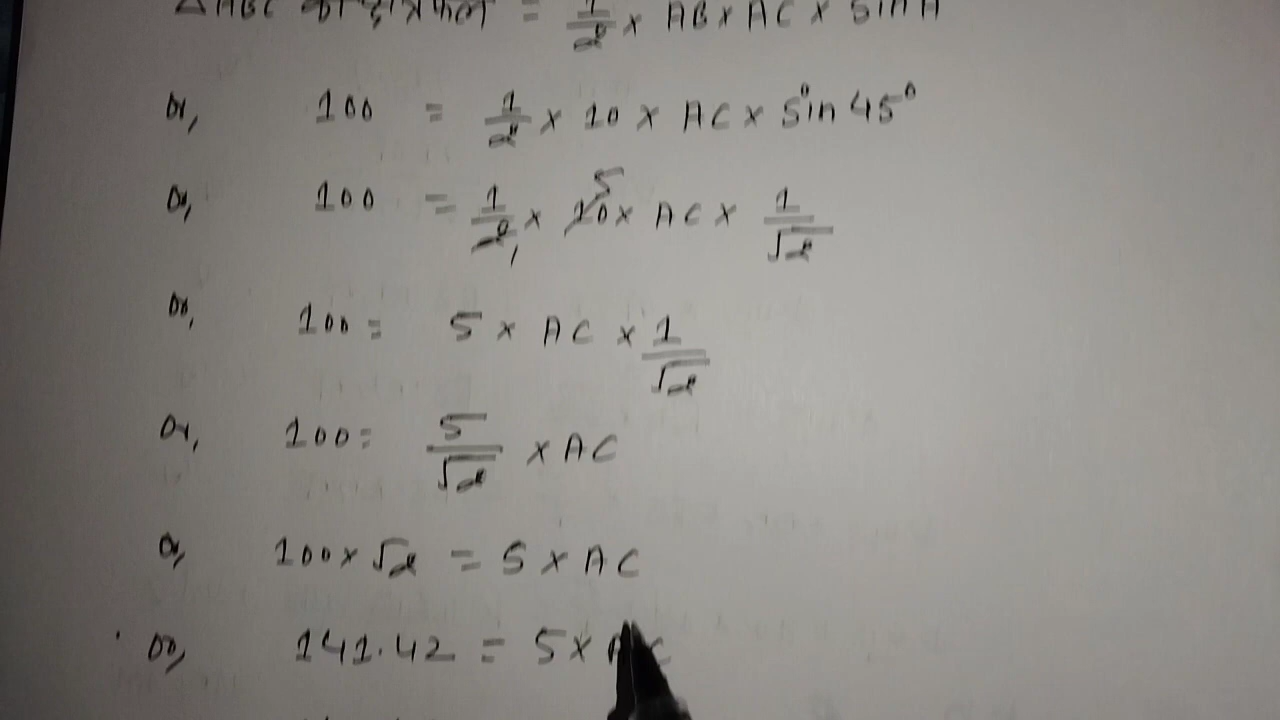 = 1/2 × AB × AC × Sin A
or, 100 = 1/2 × 10 × AC × Sin 45°
or, 100 = 1/2 1 × 10 5 × AC × 1/√2
or, 100 = 5 × AC × 1/√2
or, 100 = 5/√2 × AC
or, 100 × √2 = 5 × AC
or, 141.42 = 5 ×